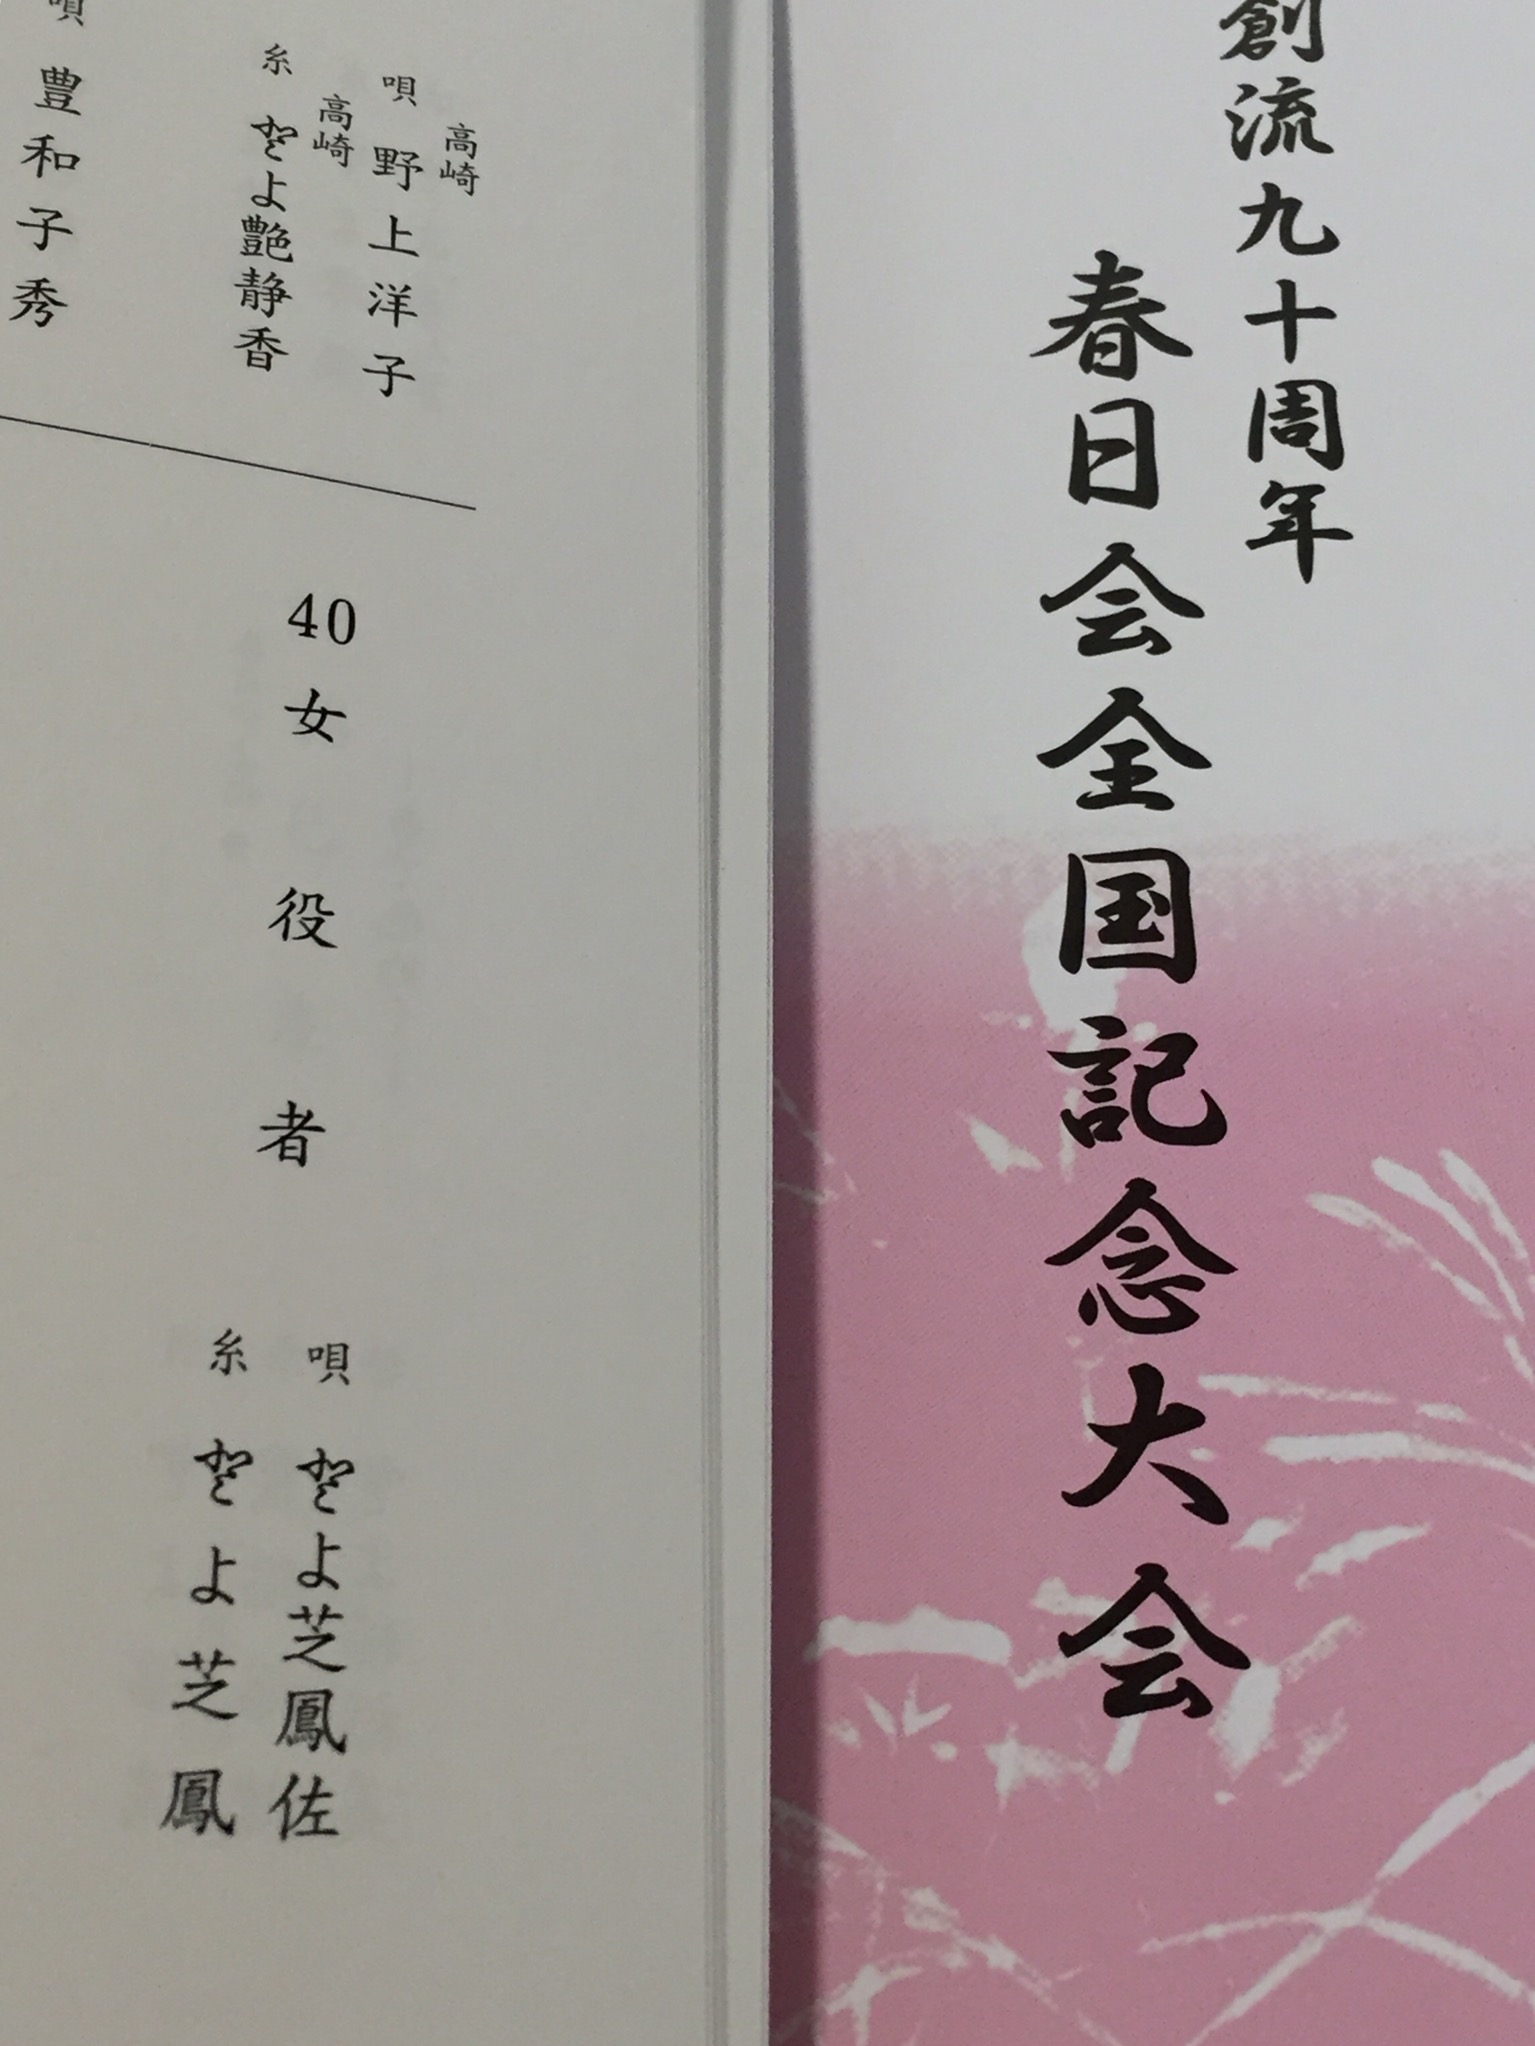 創流九十周年
春日会全国記念大会
高崎
唄 野上洋子
高崎
糸 とよ艶静香
唄 豊和子秀
40 女役者
唄 とよ芝鳳佐
糸 とよ芝鳳